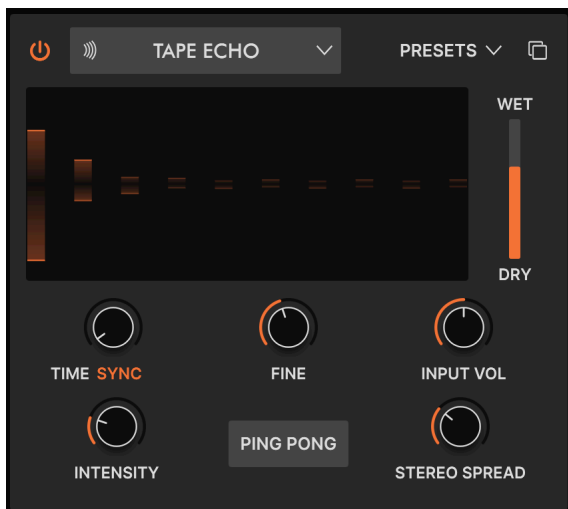 TAPE ECHO
PRESETS
WET
DRY
TIME SYNC
FINE
INPUT VOL
INTENSITY
PING PONG
STEREO SPREAD